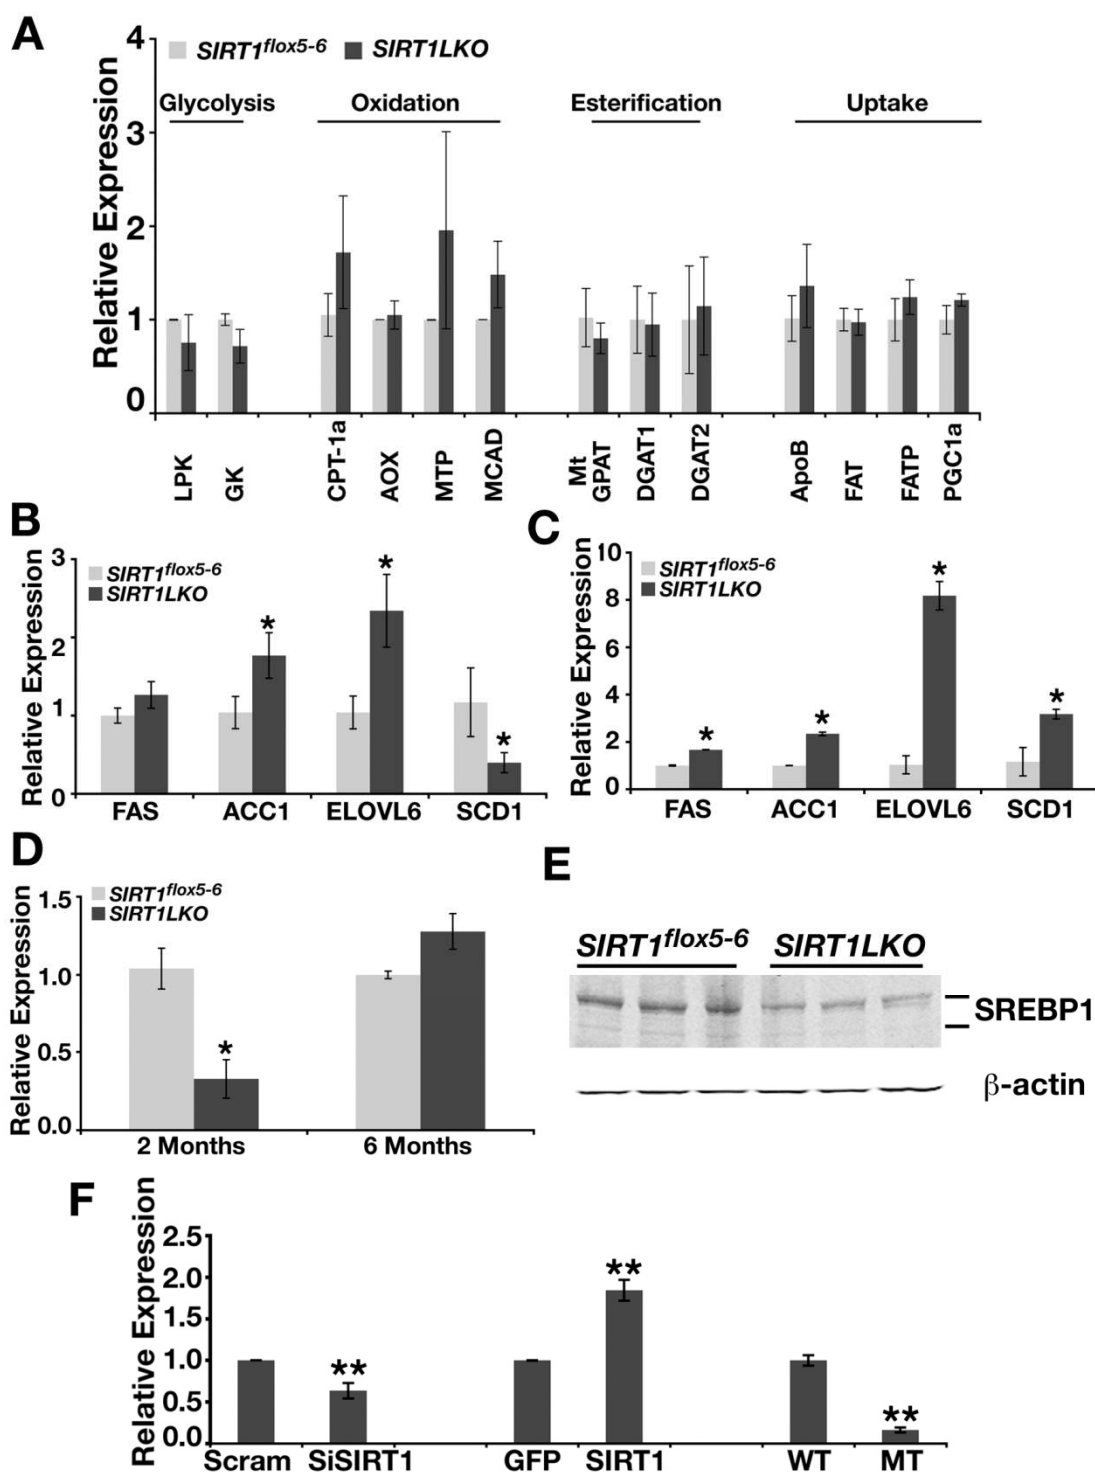 A
SIRT1flox5-6 SIRT1LKO
Glycolysis Oxidation Esterification Uptake
Relative Expression
4
3
2
1
0
LPK
GK
CPT-1a
AOX
MTP
MCAD
Mt
GPAT
DGAT1
DGAT2
ApoB
FAT
FATP
PGC1a
B
SIRT1flox5-6
SIRT1LKO
Relative Expression
3
2
1
0
*
*
*
FAS ACC1 ELOVL6 SCD1
C
SIRT1flox5-6
SIRT1LKO
Relative Expression
10
8
6
4
2
0
*
*
*
*
FAS ACC1 ELOVL6 SCD1
D
SIRT1flox5-6
SIRT1LKO
Relative Expression
1.5
1.0
0.5
0.0
*
2 Months 6 Months
E
SIRT1flox5-6 SIRT1LKO
SREBP1
β-actin
F
Relative Expression
2.5
2.0
1.5
1.0
0.5
0.0
**
**
**
Scram SiSIRT1 GFP SIRT1 WT MT